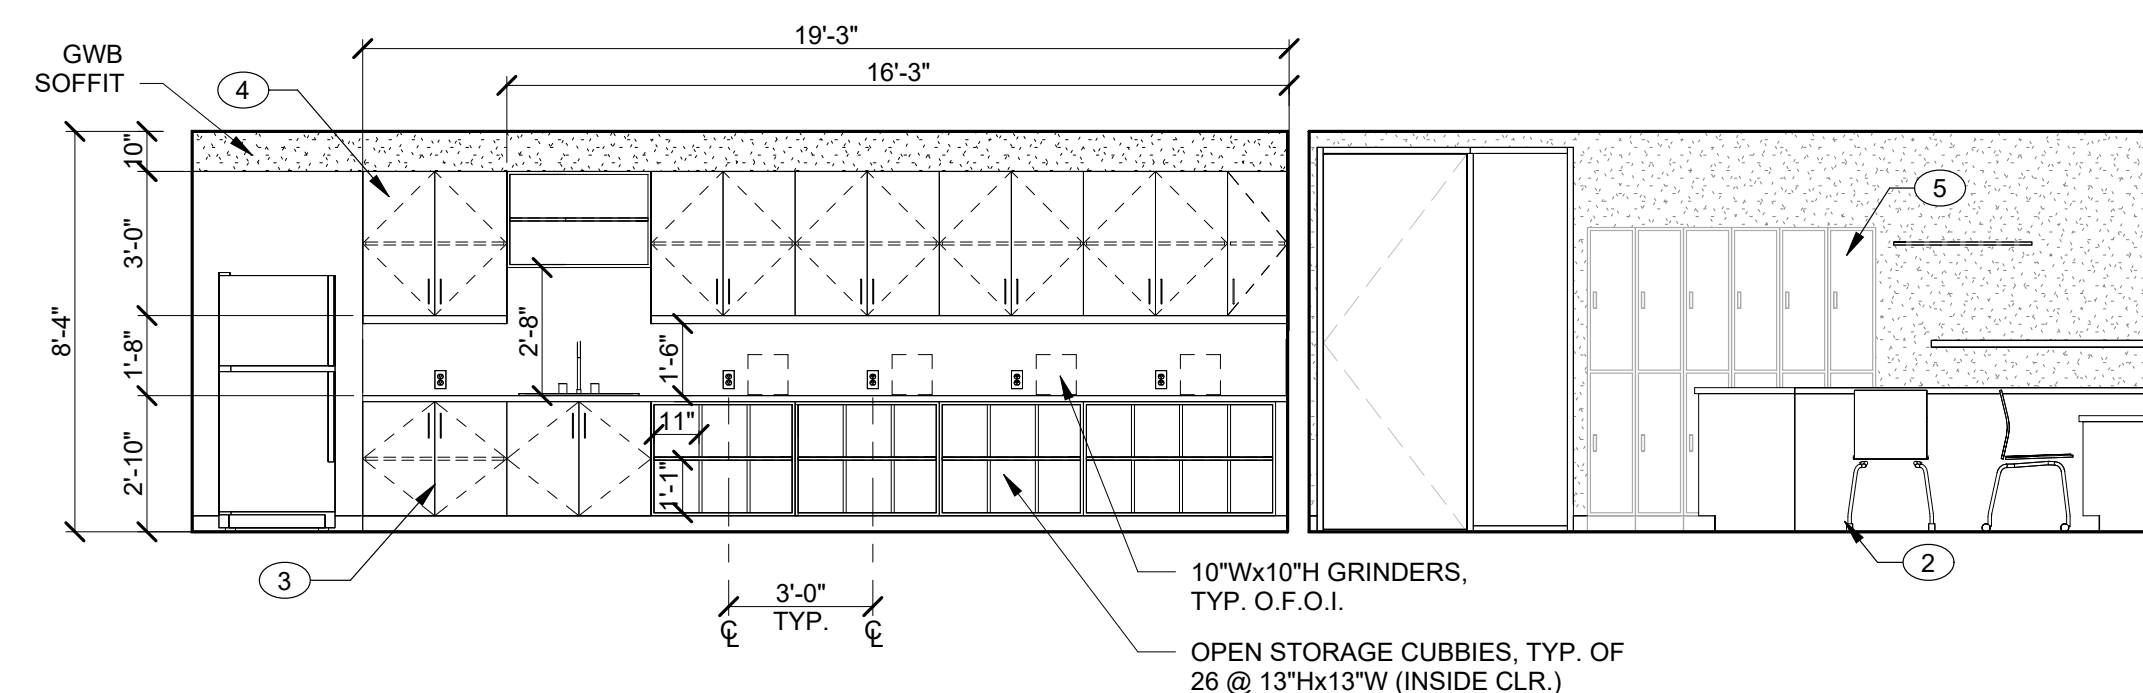 19'-3"
16'-3"
GWB
SOFFIT
4
10"
3'-0"
8'-4"
1'-8"
2'-10"
2'-8"
1'-6"
11"
1'-1"
5
3
2
3'-0"
TYP.
10"Wx10"H GRINDERS,
TYP. O.F.O.I.
OPEN STORAGE CUBBIES, TYP. OF
26 @ 13"Hx13"W (INSIDE CLR.)